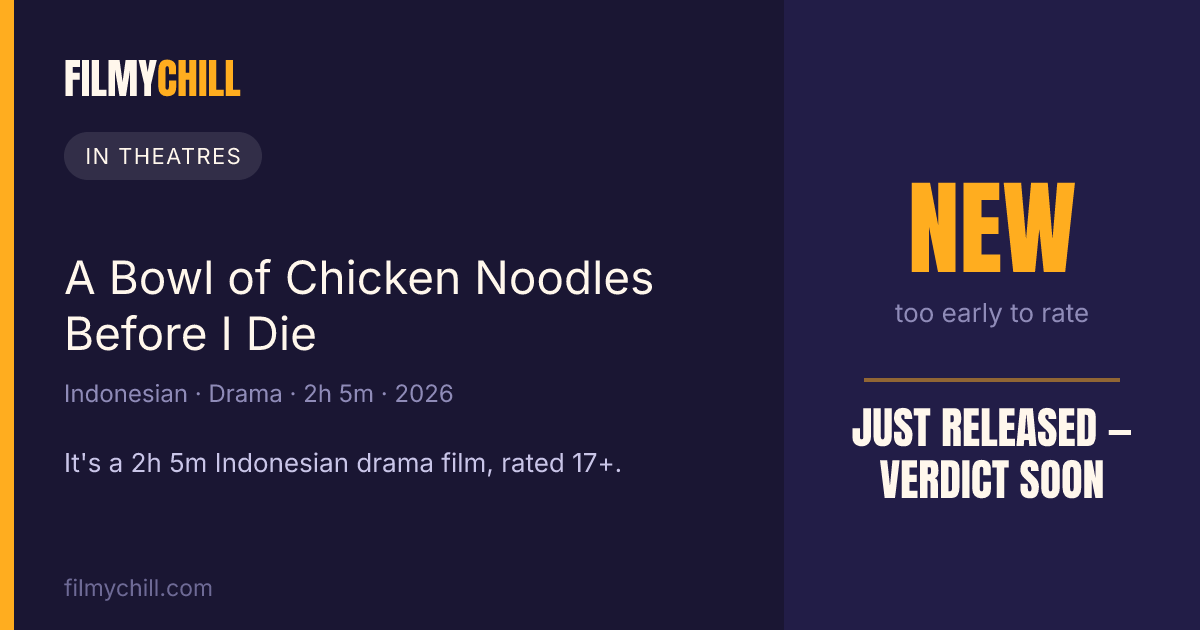 FILMYCHILL
IN THEATRES
A Bowl of Chicken Noodles
Before I Die
Indonesian · Drama · 2h 5m · 2026
It's a 2h 5m Indonesian drama film, rated 17+.
filmychill.com
NEW
too early to rate
JUST RELEASED —
VERDICT SOON